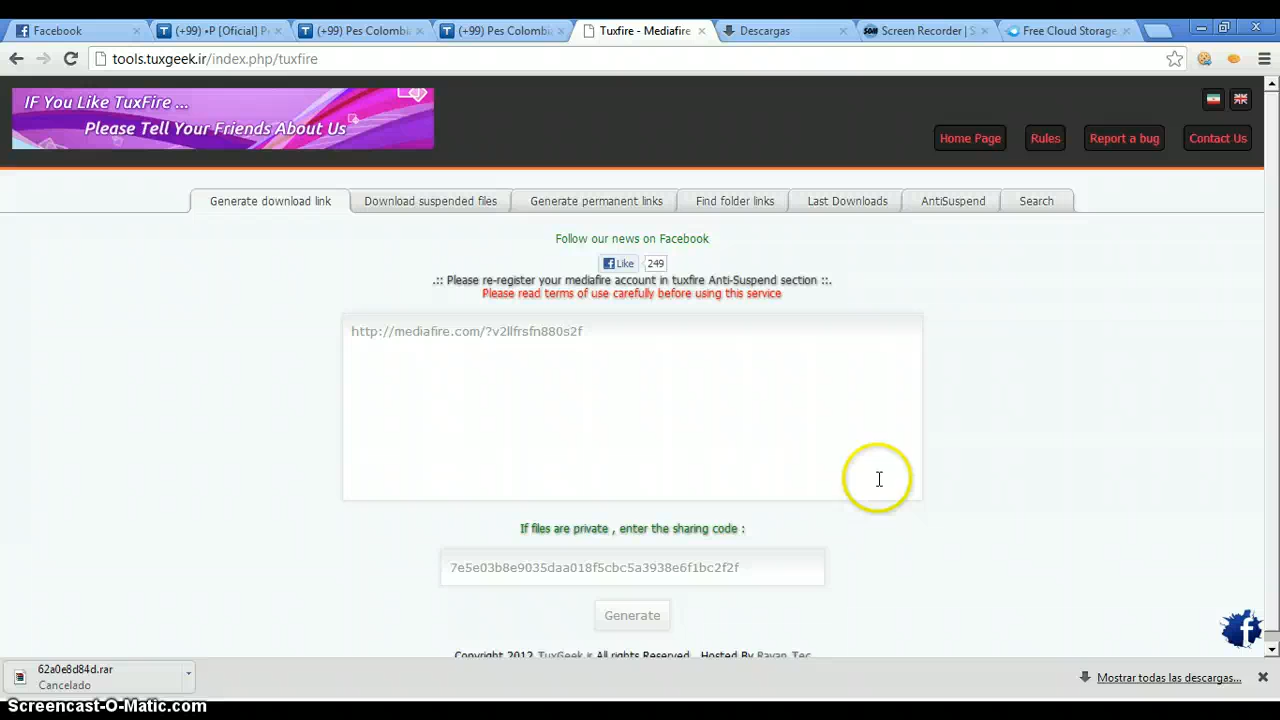 Facebook
(+99) •P [Oficial] P
(+99) Pes Colombi
(+99) Pes Colombi
Tuxfire - Mediafire
Descargas
Screen Recorder | S
Free Cloud Storage
tools.tuxgeek.ir/index.php/tuxfire
IF You Like TuxFire ...
Please Tell Your Friends About Us
Home Page
Rules
Report a bug
Contact Us
Generate download link
Download suspended files
Generate permanent links
Find folder links
Last Downloads
AntiSuspend
Search
Follow our news on Facebook
Like
249
.:: Please re-register your mediafire account in tuxfire Anti-Suspend section ::.
Please read terms of use carefully before using this service
http://mediafire.com/?v2llfrsfn880s2f
If files are private , enter the sharing code :
7e5e03b8e9035daa018f5cbc5a3938e6f1bc2f2f
Generate
Copyright 2012 TuxGeek.ir All rights Reserved. Hosted By Rayan Tec
62a0e8d84d.rar
Cancelado
Mostrar todas las descargas...
Screencast-O-Matic.com